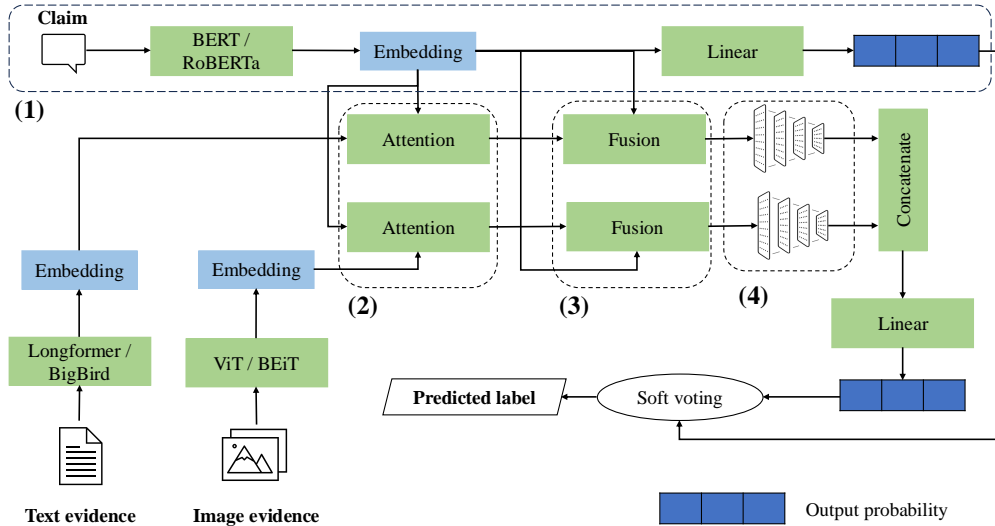 Claim
BERT /
RoBERTa
Embedding
Linear
(1)
Attention
Fusion
Attention
Fusion
Concatenate
Embedding
Embedding
(2)
(3)
(4)
Longformer /
BigBird
ViT / BEiT
Linear
Predicted label
Soft voting
Text evidence
Image evidence
Output probability